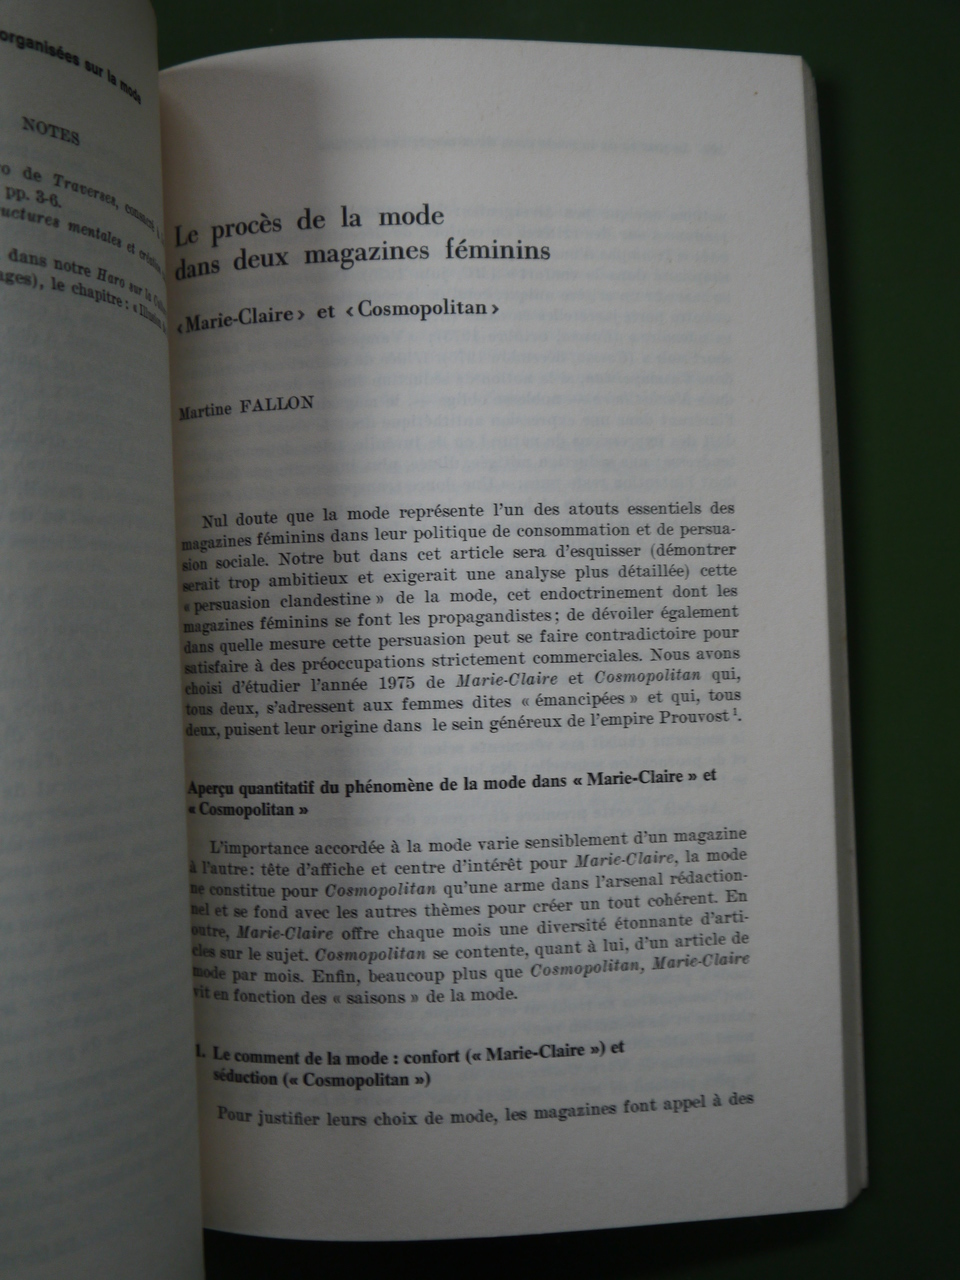 organisées sur la mode
NOTES
o de Traverses, consacré à
pp. 3-6.
uctures mentales et
dans notre Haro sur la
ages), le chapitre : «
Le procès de la mode
dans deux magazines féminins
‹ Marie-Claire › et ‹ Cosmopolitan ›
Martine FALLON
Nul doute que la mode représente l'un des atouts essentiels des
magazines féminins dans leur politique de consommation et de persua-
sion sociale. Notre but dans cet article sera d'esquisser (démontrer
serait trop ambitieux et exigerait une analyse plus détaillée) cette
« persuasion clandestine » de la mode, cet endoctrinement dont les
magazines féminins se font les propagandistes ; de dévoiler également
dans quelle mesure cette persuasion peut se faire contradictoire pour
satisfaire à des préoccupations strictement commerciales. Nous avons
choisi d'étudier l'année 1975 de Marie-Claire et Cosmopolitan qui,
tous deux, s'adressent aux femmes dites « émancipées » et qui, tous
deux, puisent leur origine dans le sein généreux de l'empire Prouvost ¹.
Aperçu quantitatif du phénomène de la mode dans « Marie-Claire » et
« Cosmopolitan »
L'importance accordée à la mode varie sensiblement d'un magazine
à l'autre : tête d'affiche et centre d'intérêt pour Marie-Claire, la mode
ne constitue pour Cosmopolitan qu'une arme dans l'arsenal rédaction-
nel et se fond avec les autres thèmes pour créer un tout cohérent. En
outre, Marie-Claire offre chaque mois une diversité étonnante d'arti-
cles sur le sujet. Cosmopolitan se contente, quant à lui, d'un article de
mode par mois. Enfin, beaucoup plus que Cosmopolitan, Marie-Claire
vit en fonction des « saisons » de la mode.
1. Le comment de la mode : confort (« Marie-Claire ») et
séduction (« Cosmopolitan »)
Pour justifier leurs choix de mode, les magazines font appel à des